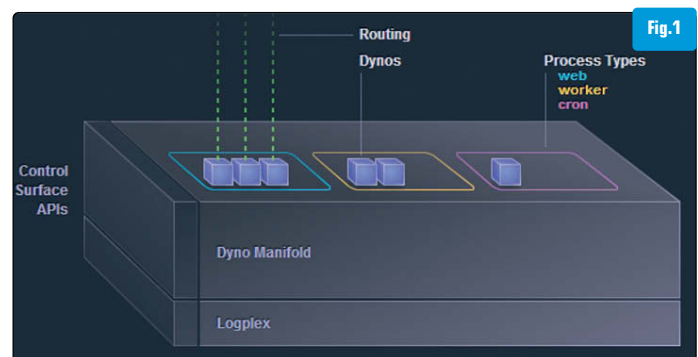 Fig.1
Routing
Dynos
Process Types
web
worker
cron
Control
Surface
APIs
Dyno Manifold
Logplex